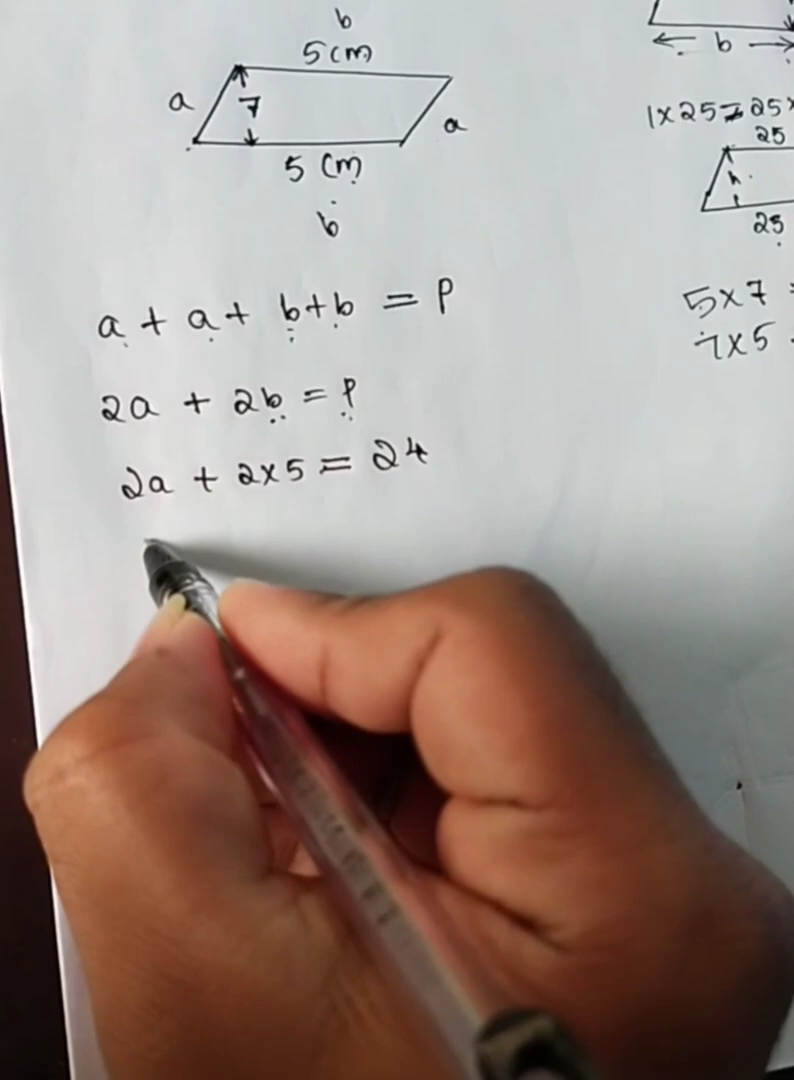 b
5 cm
a
7
a
5 cm
b
a + a + b + b = P
2a + 2b = P
2a + 2x5 = 24
b
1x25=25x
25
h
25
5x7 =
7x5